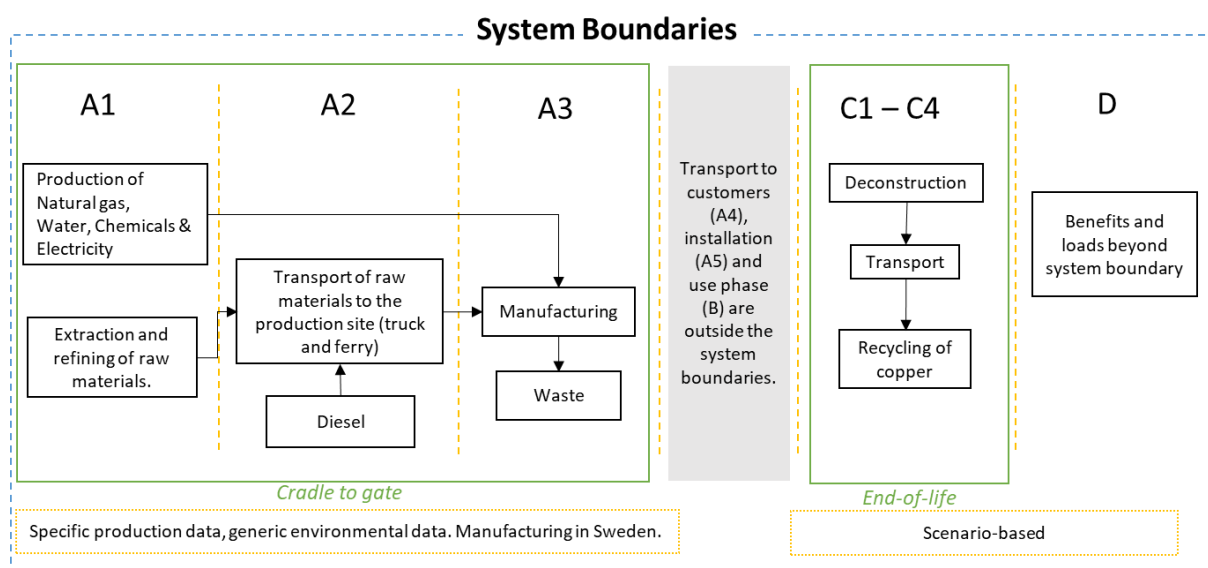 System Boundaries
A1
A2
A3
C1 – C4
D
Production of
Natural gas,
Water, Chemicals &
Electricity
Extraction and
refining of raw
materials.
Transport of raw
materials to the
production site (truck
and ferry)
Diesel
Manufacturing
Waste
Transport to
customers
(A4),
installation
(A5) and
use phase
(B) are
outside the
system
boundaries.
Deconstruction
Transport
Recycling of
copper
Benefits and
loads beyond
system boundary
Cradle to gate
End-of-life
Specific production data, generic environmental data. Manufacturing in Sweden.
Scenario-based